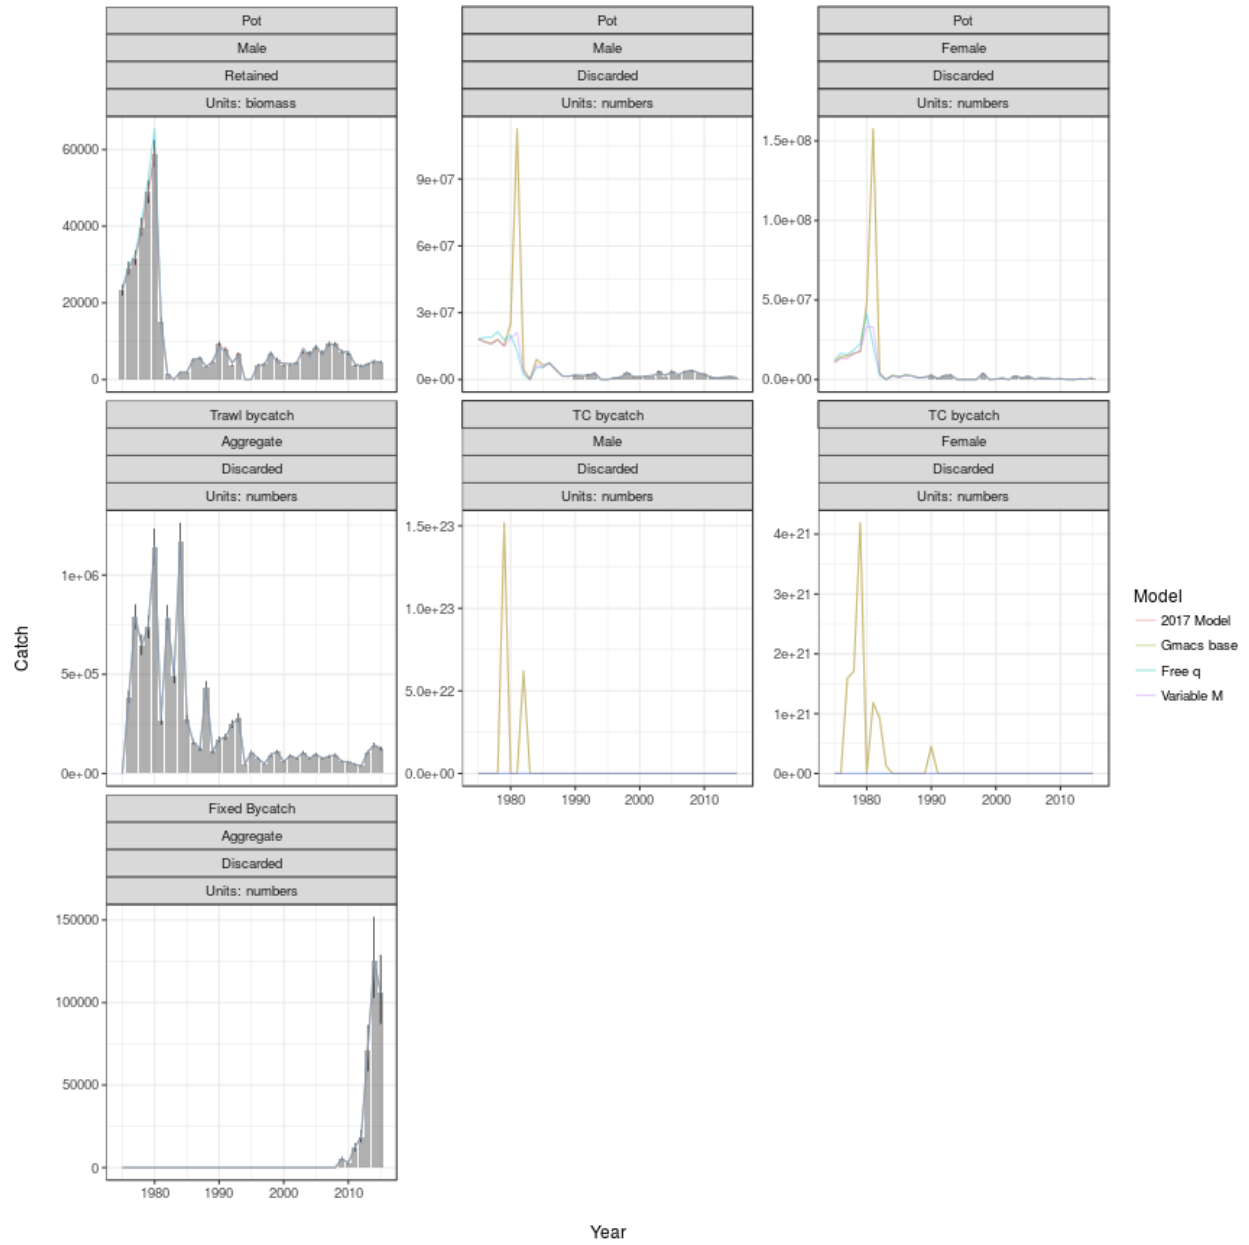 Pot
Male
Retained
Units: biomass
60000
40000
20000
0
Pot
Male
Discarded
Units: numbers
9e+07
6e+07
3e+07
0e+00
Pot
Female
Discarded
Units: numbers
1.5e+08
1.0e+08
5.0e+07
0.0e+00
Trawl bycatch
Aggregate
Discarded
Units: numbers
1e+06
5e+05
0e+00
TC bycatch
Male
Discarded
Units: numbers
1.5e+23
1.0e+23
5.0e+22
0.0e+00
1980 1990 2000 2010
TC bycatch
Female
Discarded
Units: numbers
4e+21
3e+21
2e+21
1e+21
0e+00
1980 1990 2000 2010
Fixed Bycatch
Aggregate
Discarded
Units: numbers
150000
100000
50000
0
1980 1990 2000 2010
Catch
Year
Model
2017 Model
Gmacs base
Free q
Variable M